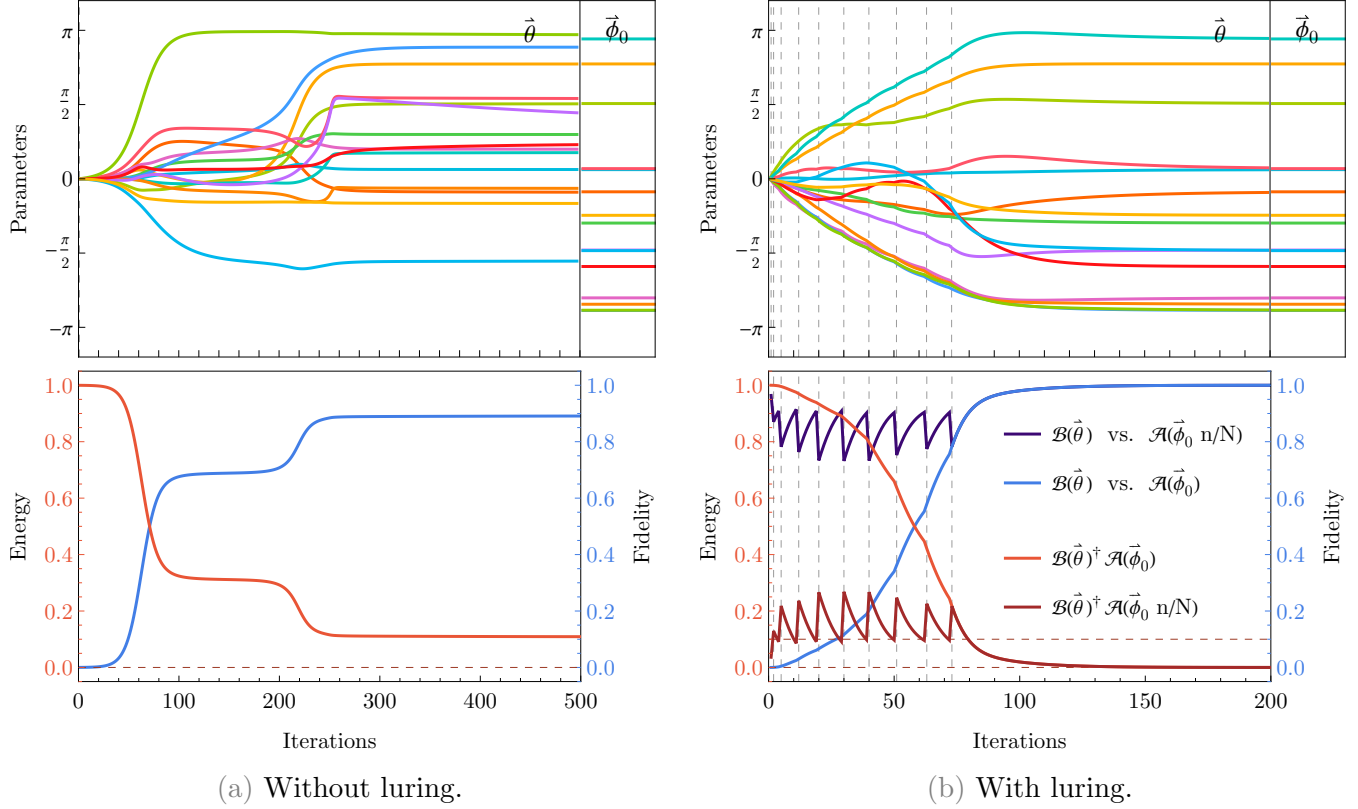 π
π/2
0
−π/2
−π
Parameters
θ⃗
ϕ⃗₀
π
π/2
0
−π/2
−π
Parameters
θ⃗
ϕ⃗₀
1.0
0.8
0.6
0.4
0.2
0.0
Energy
1.0
0.8
0.6
0.4
0.2
0.0
Fidelity
0 100 200 300 400 500
Iterations
1.0
0.8
0.6
0.4
0.2
0.0
Energy
ℬ(θ⃗) vs. 𝒜(ϕ⃗₀ n/N)
ℬ(θ⃗) vs. 𝒜(ϕ⃗₀)
ℬ(θ⃗)† 𝒜(ϕ⃗₀)
ℬ(θ⃗)† 𝒜(ϕ⃗₀ n/N)
1.0
0.8
0.6
0.4
0.2
0.0
Fidelity
0 50 100 150 200
Iterations
(a) Without luring.
(b) With luring.